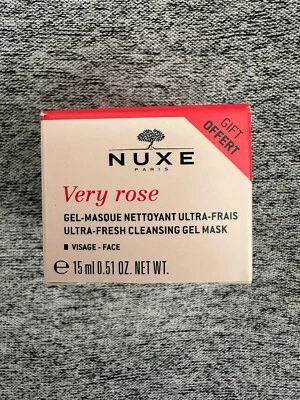 GIFT
OFFERT
NUXE
PARIS
Very rose
GEL-MASQUE NETTOYANT ULTRA-FRAIS
ULTRA-FRESH CLEANSING GEL MASK
VISAGE - FACE
℮ 15 ml 0.51 OZ. NET WT.